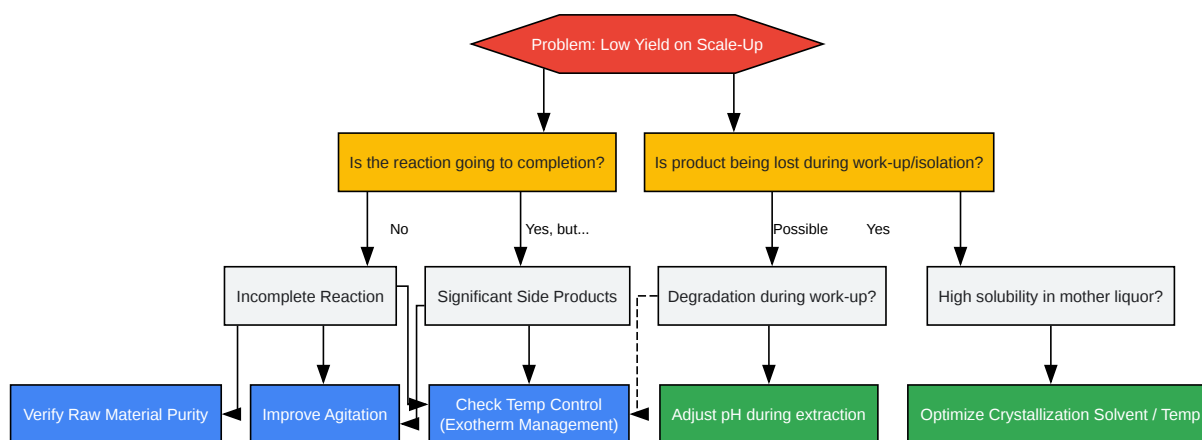 Problem: Low Yield on Scale-Up
Is the reaction going to completion?
Is product being lost during work-up/isolation?
No
Yes, but...
Possible
Yes
Incomplete Reaction
Significant Side Products
Degradation during work-up?
High solubility in mother liquor?
Verify Raw Material Purity
Improve Agitation
Check Temp Control
(Exotherm Management)
Adjust pH during extraction
Optimize Crystallization Solvent / Temp